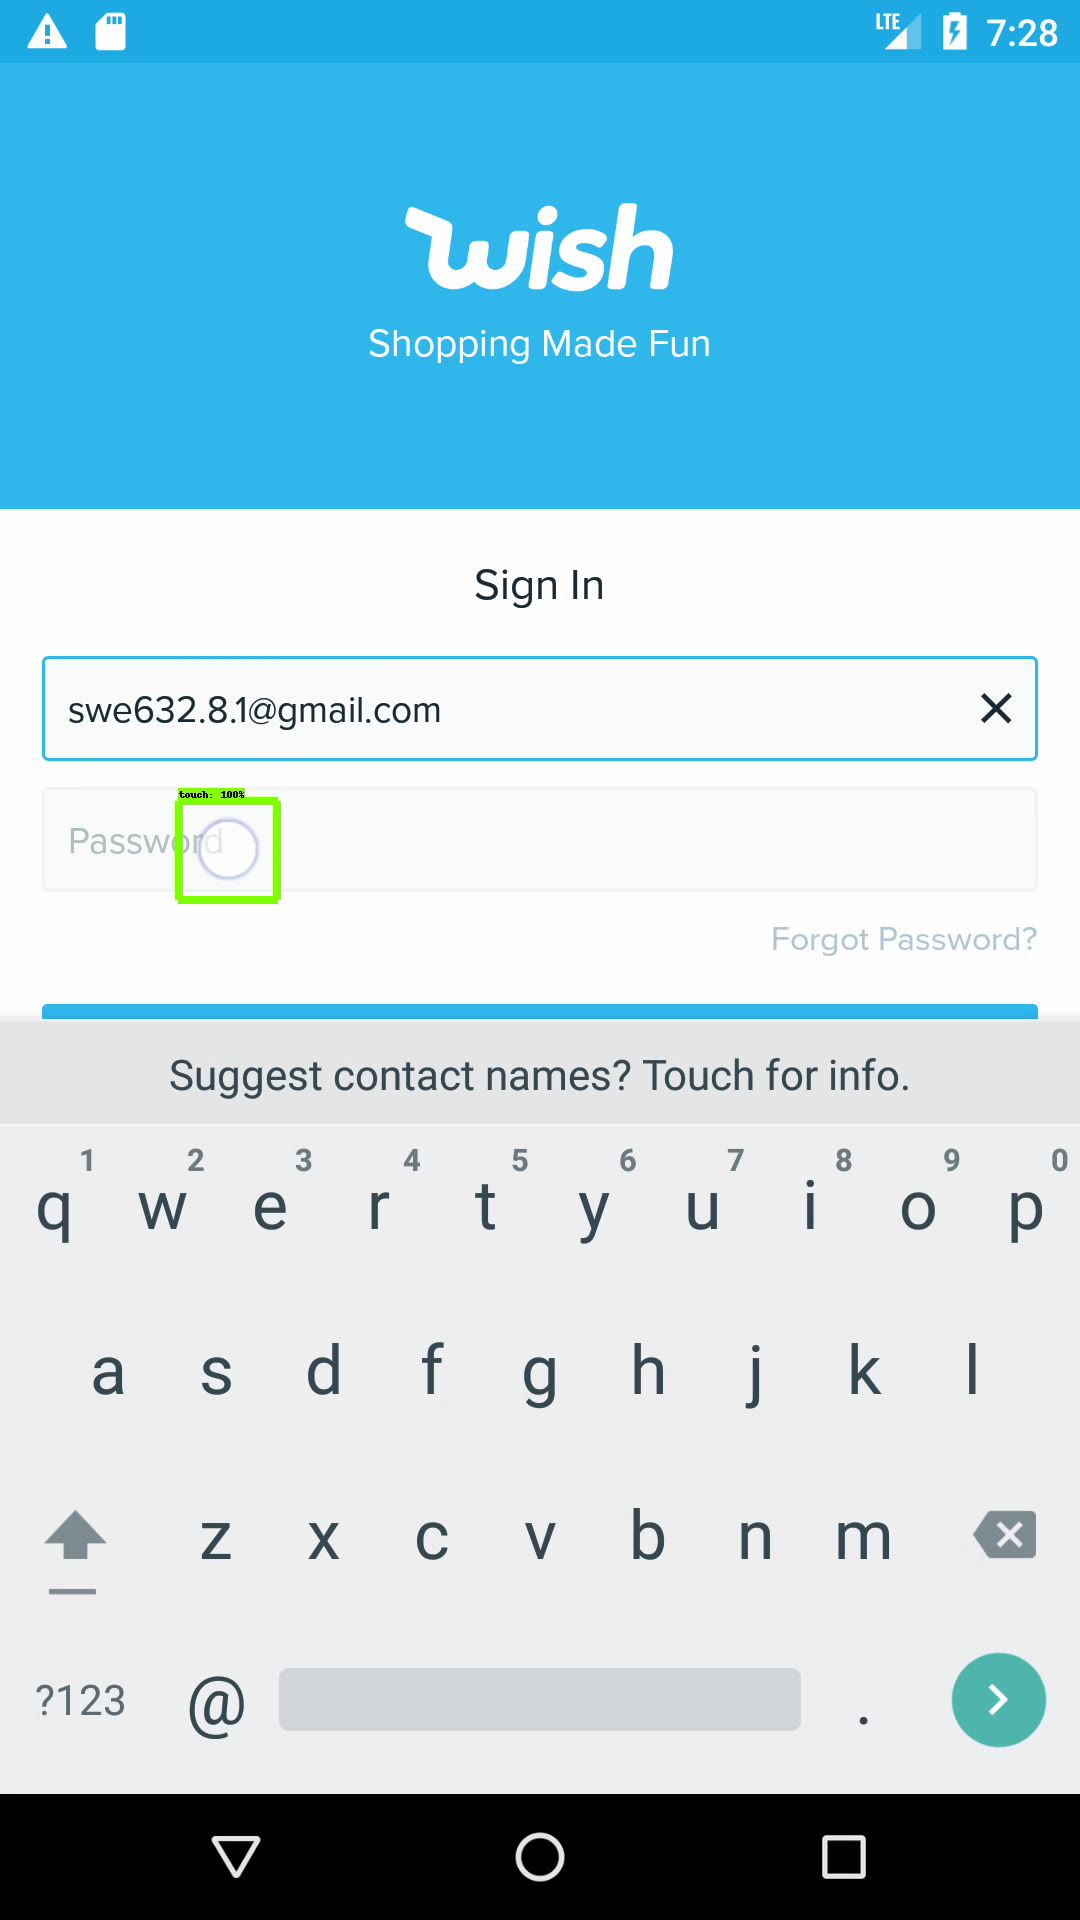 LTE 7:28
wish
Shopping Made Fun
Sign In
swe632.8.1@gmail.com
touch: 100%
Password
Forgot Password?
Suggest contact names? Touch for info.
1 2 3 4 5 6 7 8 9 0
q w e r t y u i o p
a s d f g h j k l
z x c v b n m
?123 @ .